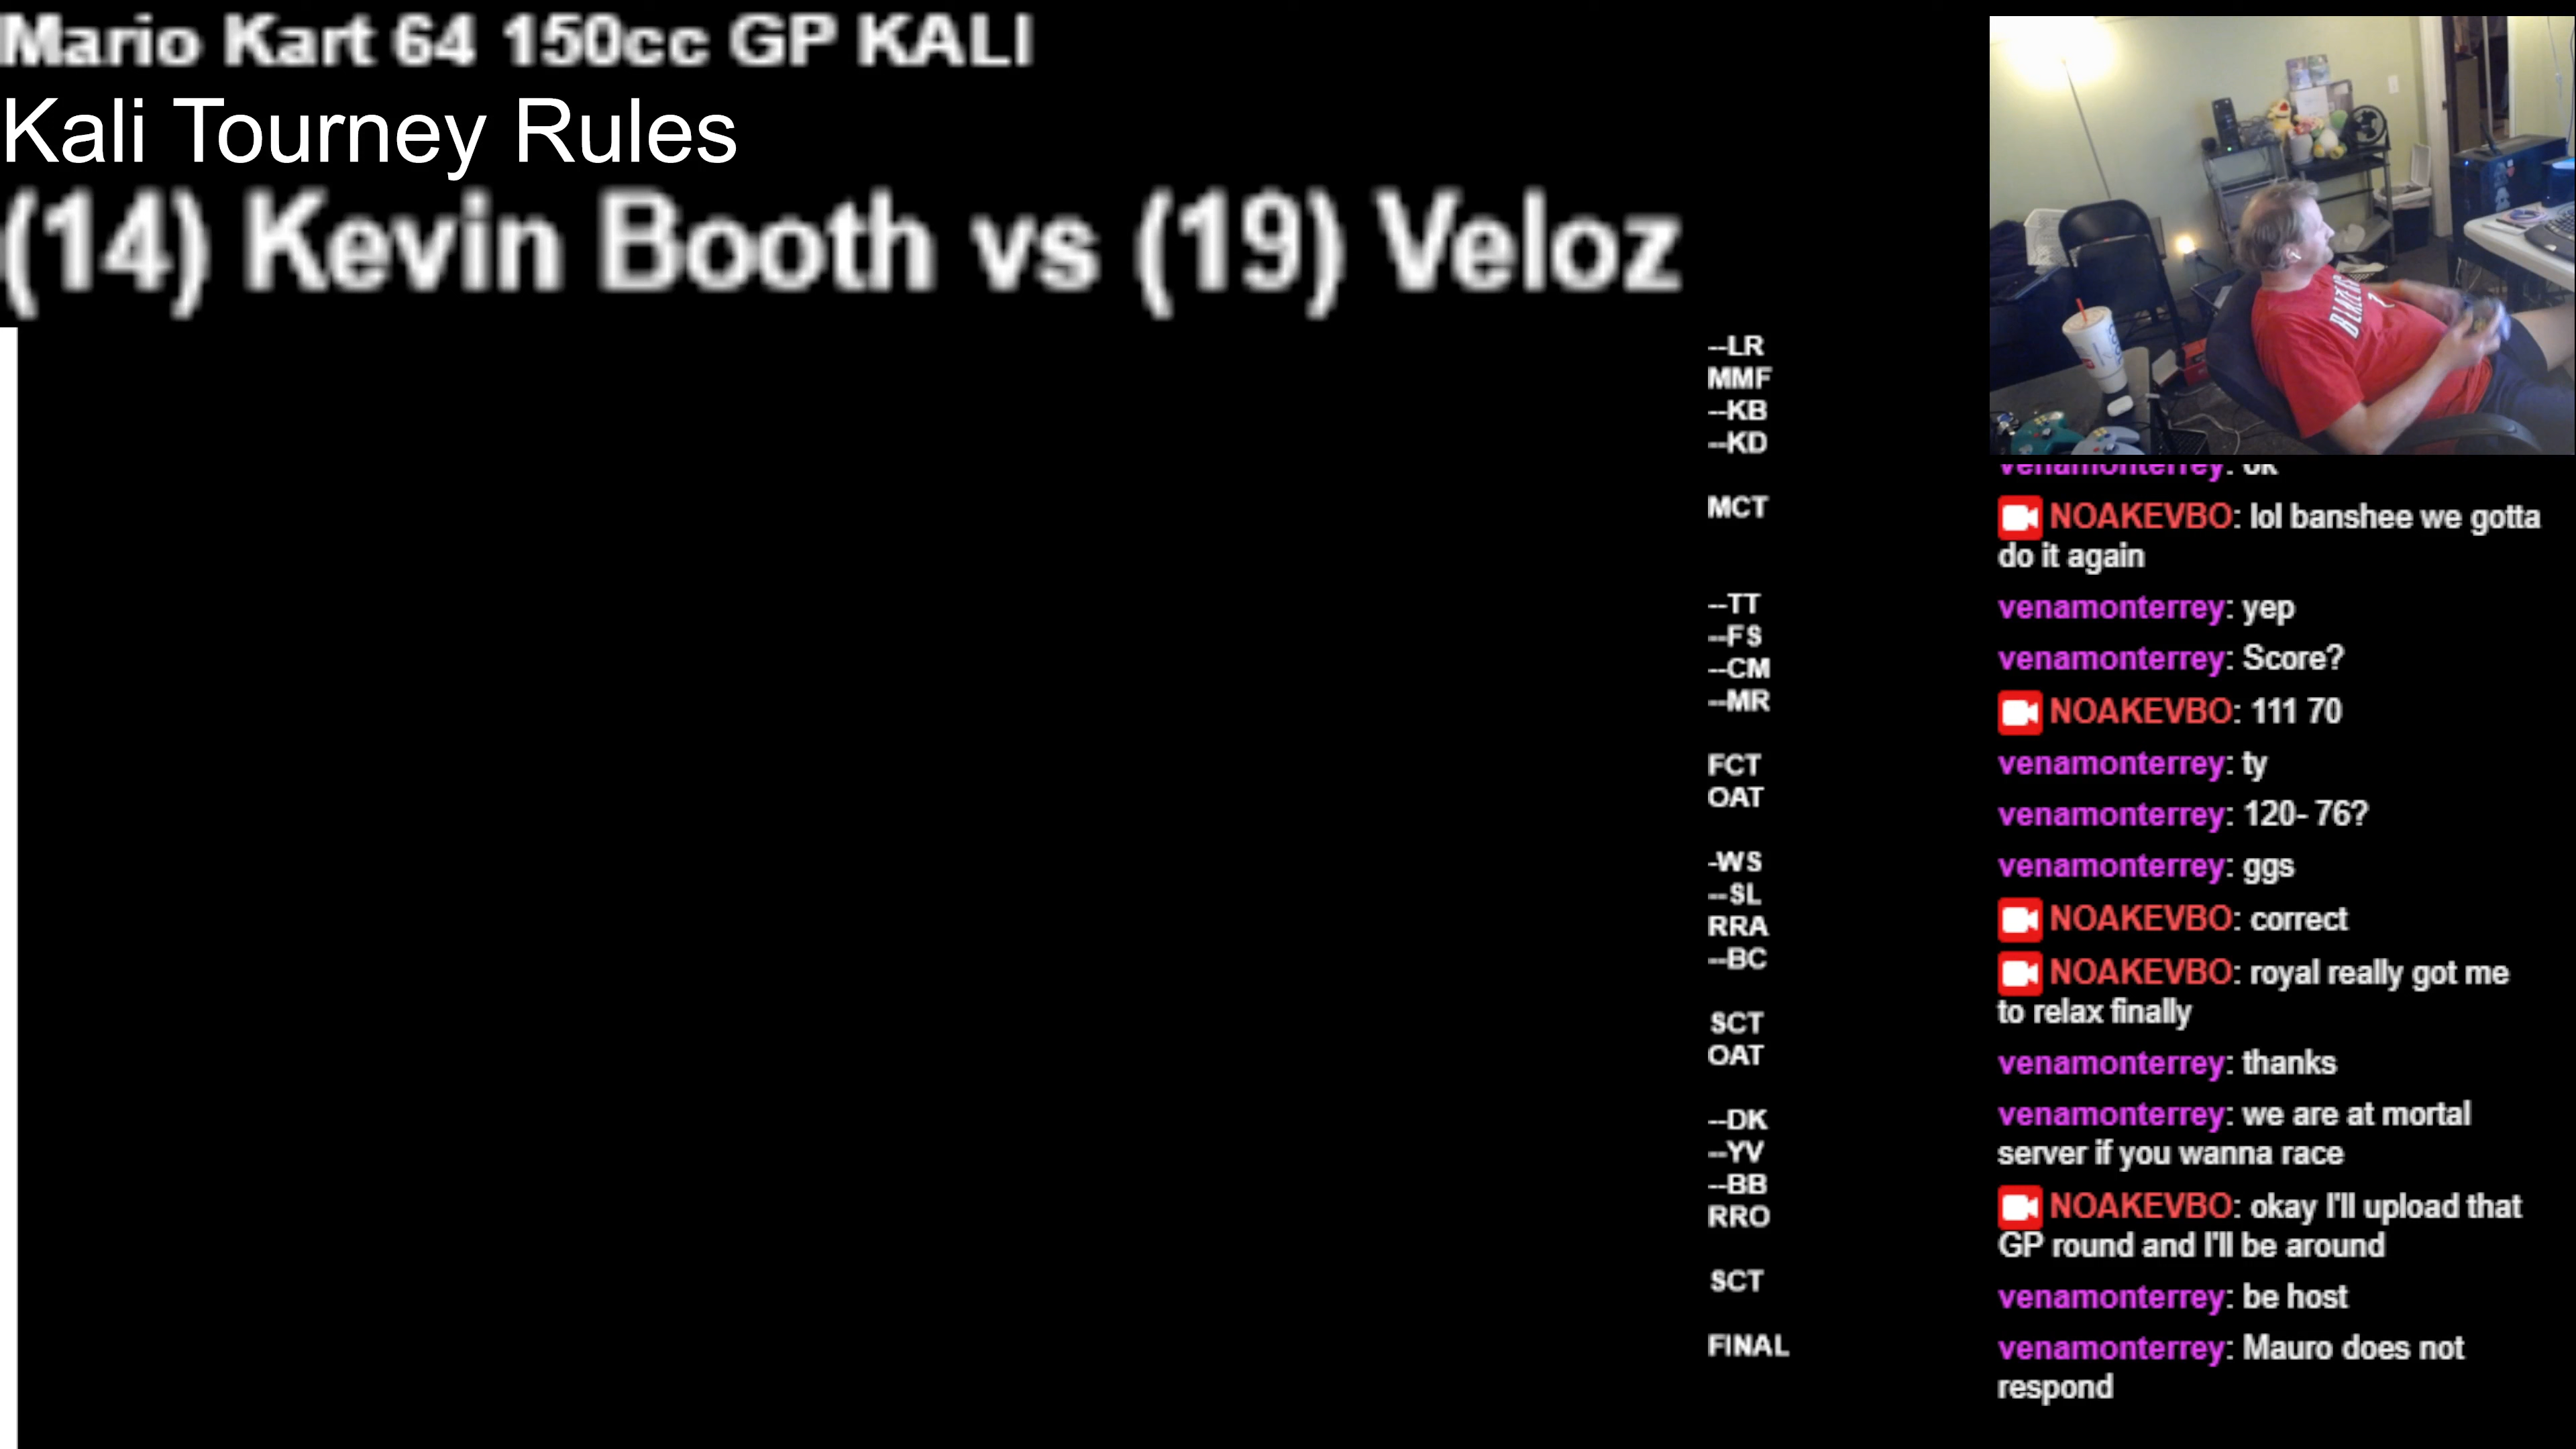 Mario Kart 64 150cc GP KALI
Kali Tourney Rules
(14) Kevin Booth vs (19) Veloz
--LR
MMF
--KB
--KD
MCT
--TT
--FS
--CM
--MR
FCT
OAT
-WS
--SL
RRA
--BC
SCT
OAT
--DK
--YV
--BB
RRO
SCT
FINAL
BLAZERS
venamonterrey: ok
NOAKEVBO: lol banshee we gotta
do it again
venamonterrey: yep
venamonterrey: Score?
NOAKEVBO: 111 70
venamonterrey: ty
venamonterrey: 120- 76?
venamonterrey: ggs
NOAKEVBO: correct
NOAKEVBO: royal really got me
to relax finally
venamonterrey: thanks
venamonterrey: we are at mortal
server if you wanna race
NOAKEVBO: okay I'll upload that
GP round and I'll be around
venamonterrey: be host
venamonterrey: Mauro does not
respond